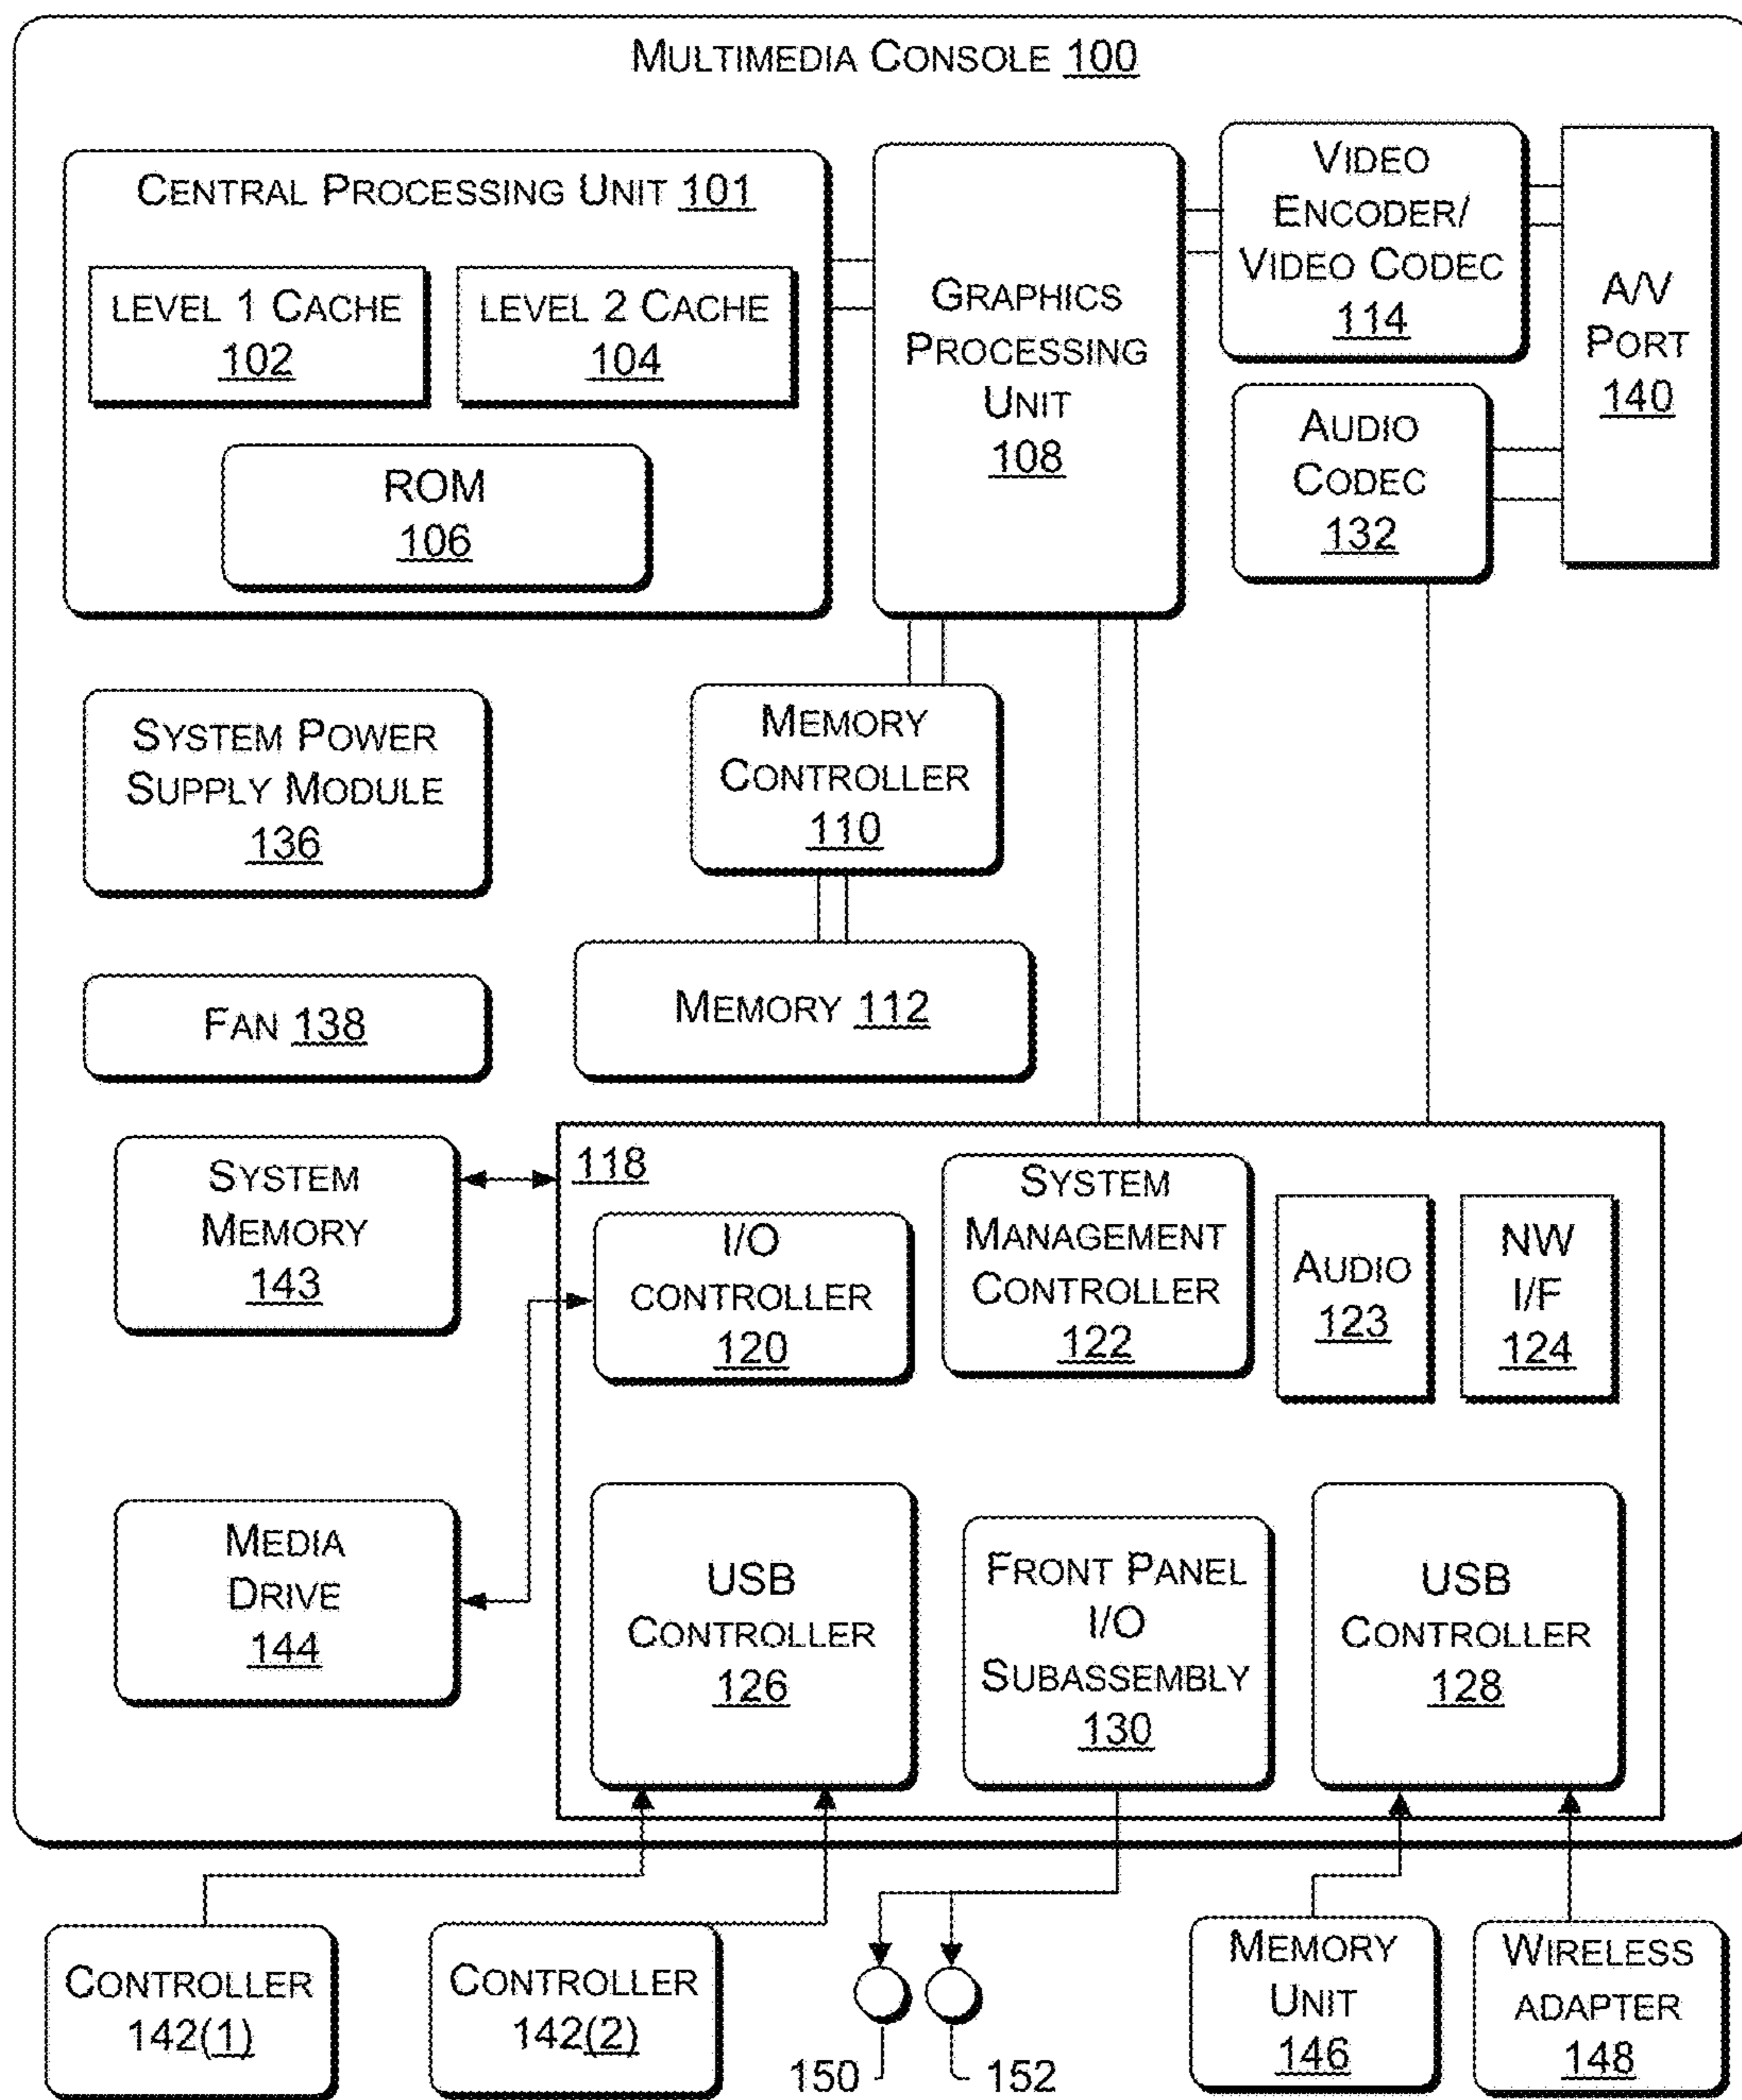 MULTIMEDIA CONSOLE 100
CENTRAL PROCESSING UNIT 101
LEVEL 1 CACHE
102
LEVEL 2 CACHE
104
ROM
106
GRAPHICS
PROCESSING
UNIT
108
VIDEO
ENCODER/
VIDEO CODEC
114
AUDIO
CODEC
132
A/V
PORT
140
SYSTEM POWER
SUPPLY MODULE
136
MEMORY
CONTROLLER
110
FAN 138
MEMORY 112
SYSTEM
MEMORY
143
118
I/O
CONTROLLER
120
SYSTEM
MANAGEMENT
CONTROLLER
122
AUDIO
123
NW
I/F
124
MEDIA
DRIVE
144
USB
CONTROLLER
126
FRONT PANEL
I/O
SUBASSEMBLY
130
USB
CONTROLLER
128
CONTROLLER
142(1)
CONTROLLER
142(2)
150
152
MEMORY
UNIT
146
WIRELESS
ADAPTER
148